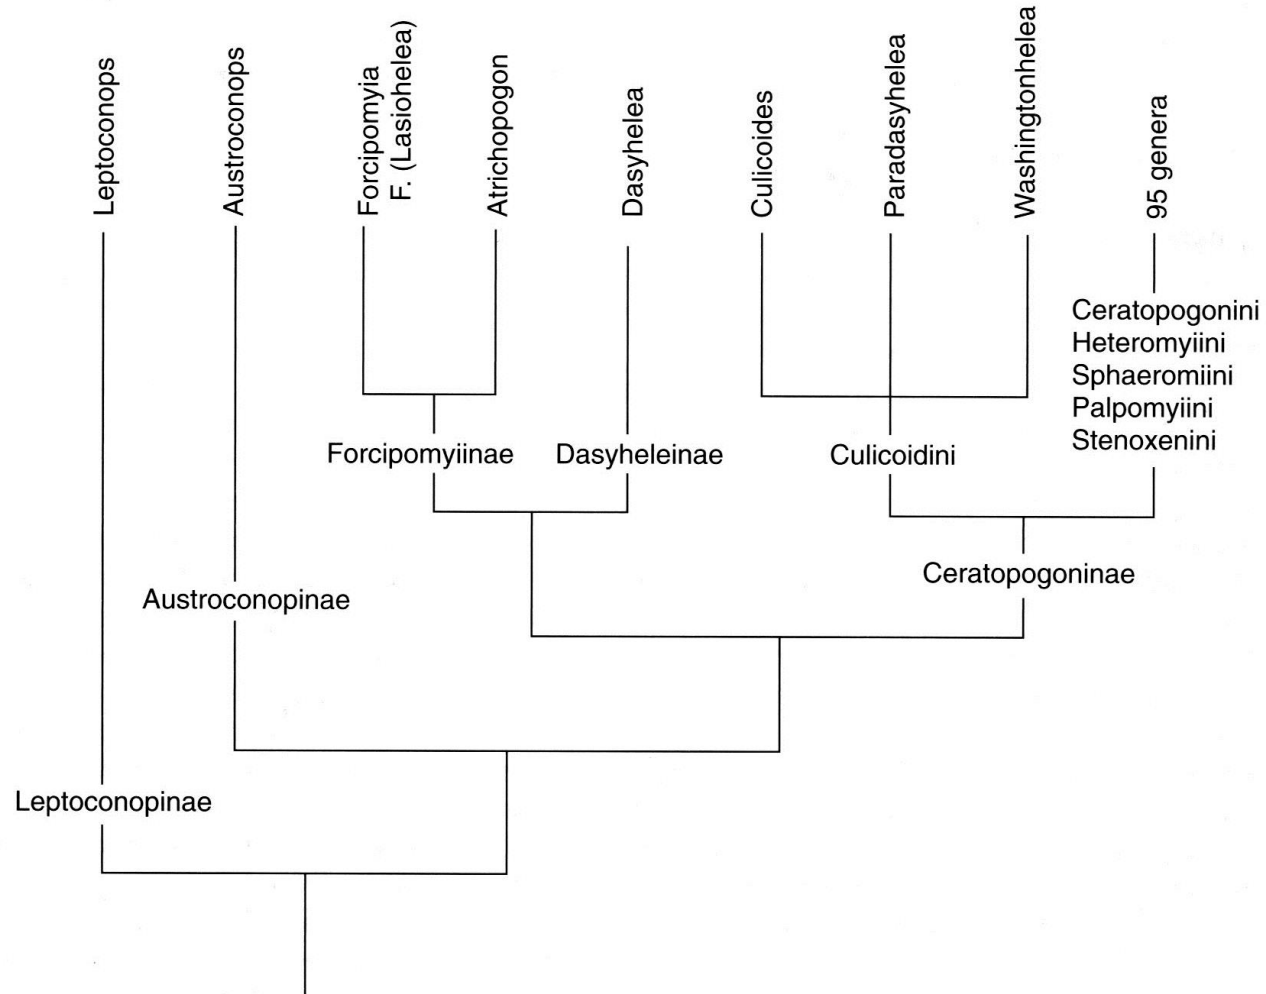 Leptoconops
Austroconops
Forcipomyia
F. (Lasiohelea)
Atrichopogon
Dasyhelea
Culicoides
Paradasyhelea
Washingtonhelea
95 genera
Ceratopogonini
Heteromyiini
Sphaeromiini
Palpomyiini
Stenoxenini
Forcipomyiinae
Dasyheleinae
Culicoidini
Ceratopogoninae
Austroconopinae
Leptoconopinae